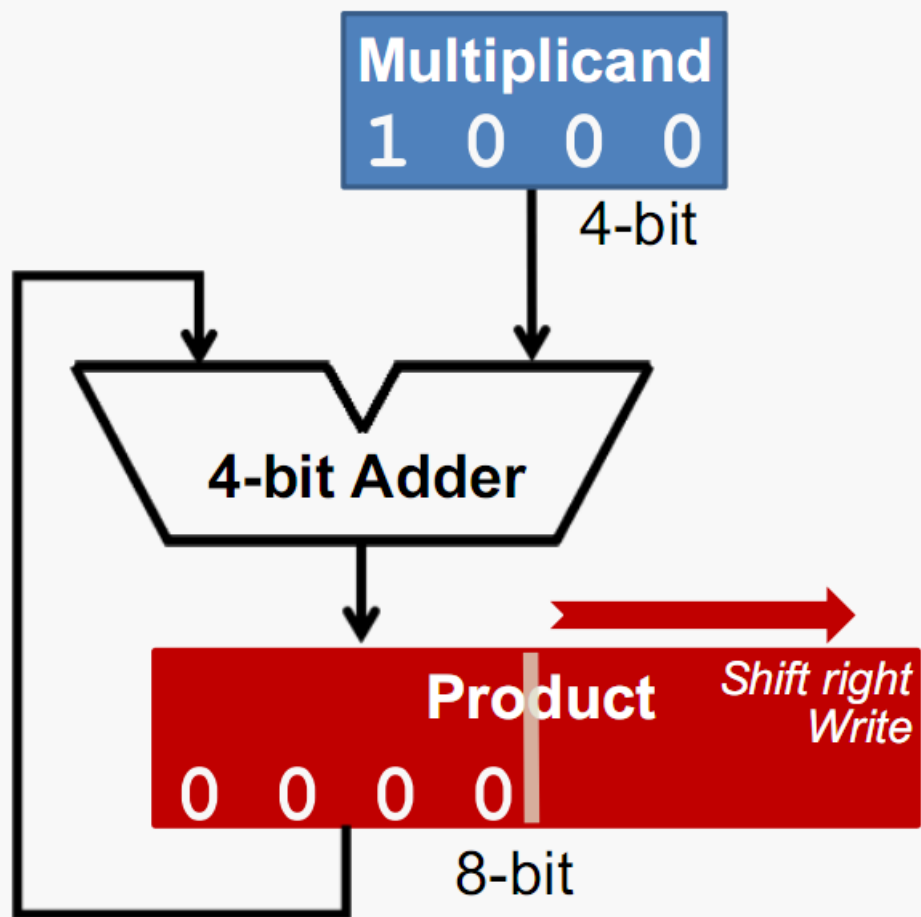 Multiplicand
1 0 0 0
4-bit
4-bit Adder
Product
Shift right
Write
0 0 0 0
8-bit